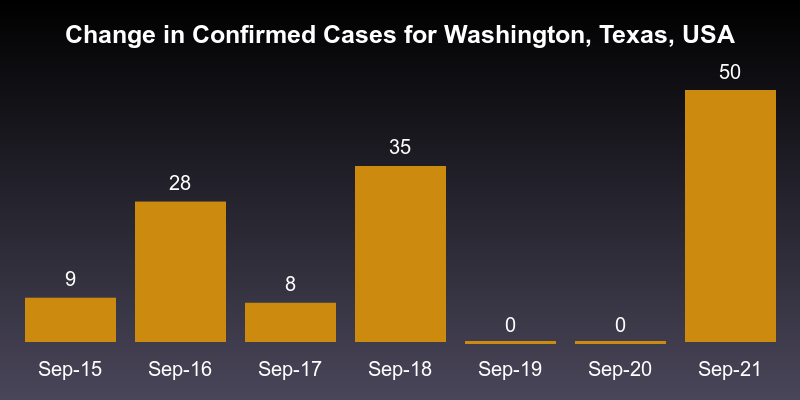 Change in Confirmed Cases for Washington, Texas, USA
9
28
8
35
0
0
50
Sep-15
Sep-16
Sep-17
Sep-18
Sep-19
Sep-20
Sep-21